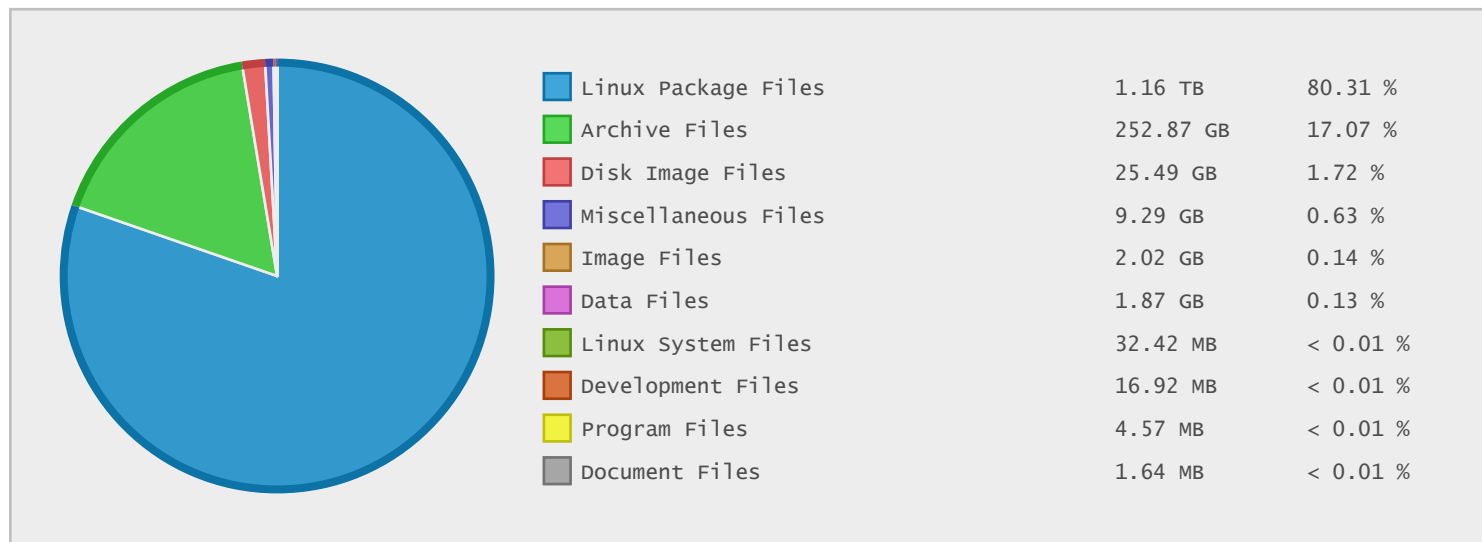 Linux Package Files 1.16 TB 80.31 %
Archive Files 252.87 GB 17.07 %
Disk Image Files 25.49 GB 1.72 %
Miscellaneous Files 9.29 GB 0.63 %
Image Files 2.02 GB 0.14 %
Data Files 1.87 GB 0.13 %
Linux System Files 32.42 MB < 0.01 %
Development Files 16.92 MB < 0.01 %
Program Files 4.57 MB < 0.01 %
Document Files 1.64 MB < 0.01 %